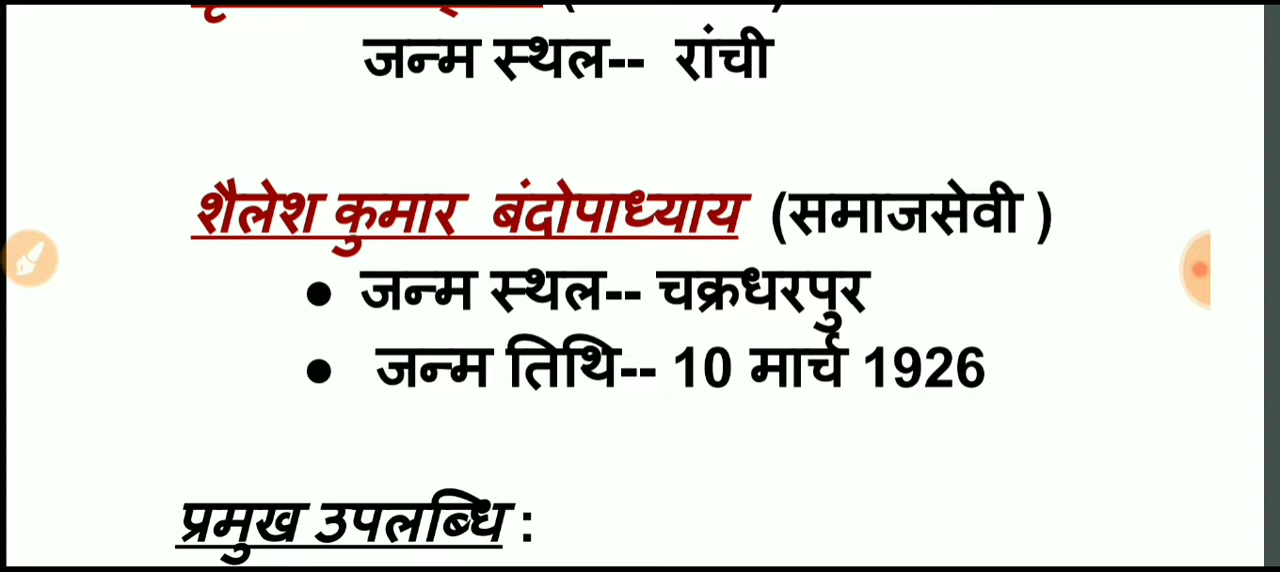 जन्म स्थल-- रांची
शैलेश कुमार बंदोपाध्याय (समाजसेवी )
● जन्म स्थल-- चक्रधरपुर
● जन्म तिथि-- 10 मार्च 1926
प्रमुख उपलब्धि :